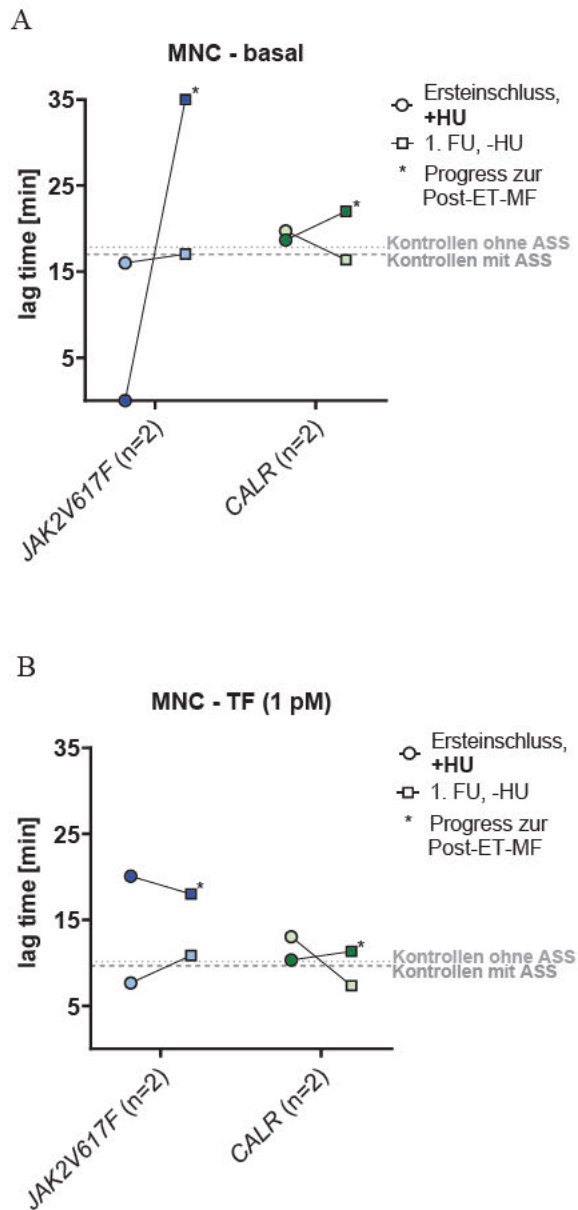 A
MNC - basal
35
25
15
5
lag time [min]
JAK2V617F (n=2)
CALR (n=2)
*
*
Kontrollen ohne ASS
Kontrollen mit ASS
Ersteinschluss,
+HU
1. FU, -HU
* Progress zur
Post-ET-MF
B
MNC - TF (1 pM)
35
25
15
5
lag time [min]
JAK2V617F (n=2)
CALR (n=2)
*
*
Kontrollen ohne ASS
Kontrollen mit ASS
Ersteinschluss,
+HU
1. FU, -HU
* Progress zur
Post-ET-MF